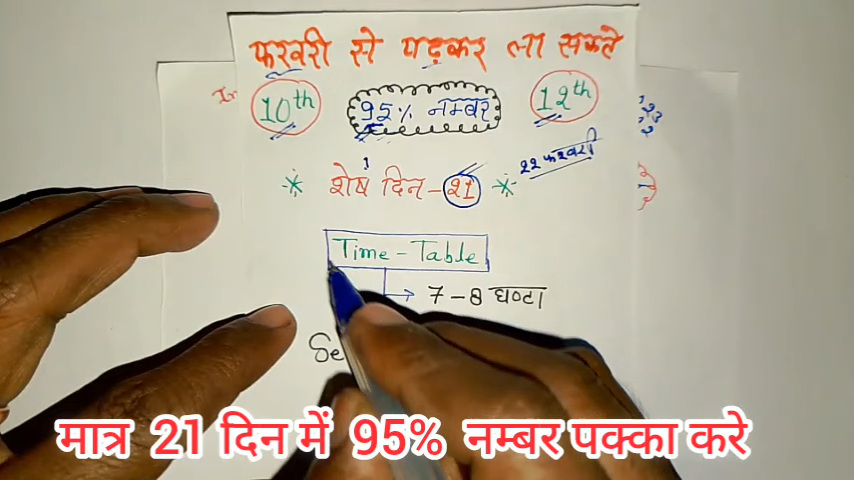 फरवरी से पढ़कर ला सकते
10th 95% नम्बर 12th
22 फरवरी
* शेष दिन - 21 *
Time - Table
→ 7 - 8 घण्टा
Se
मात्र 21 दिन में 95% नम्बर पक्का करे